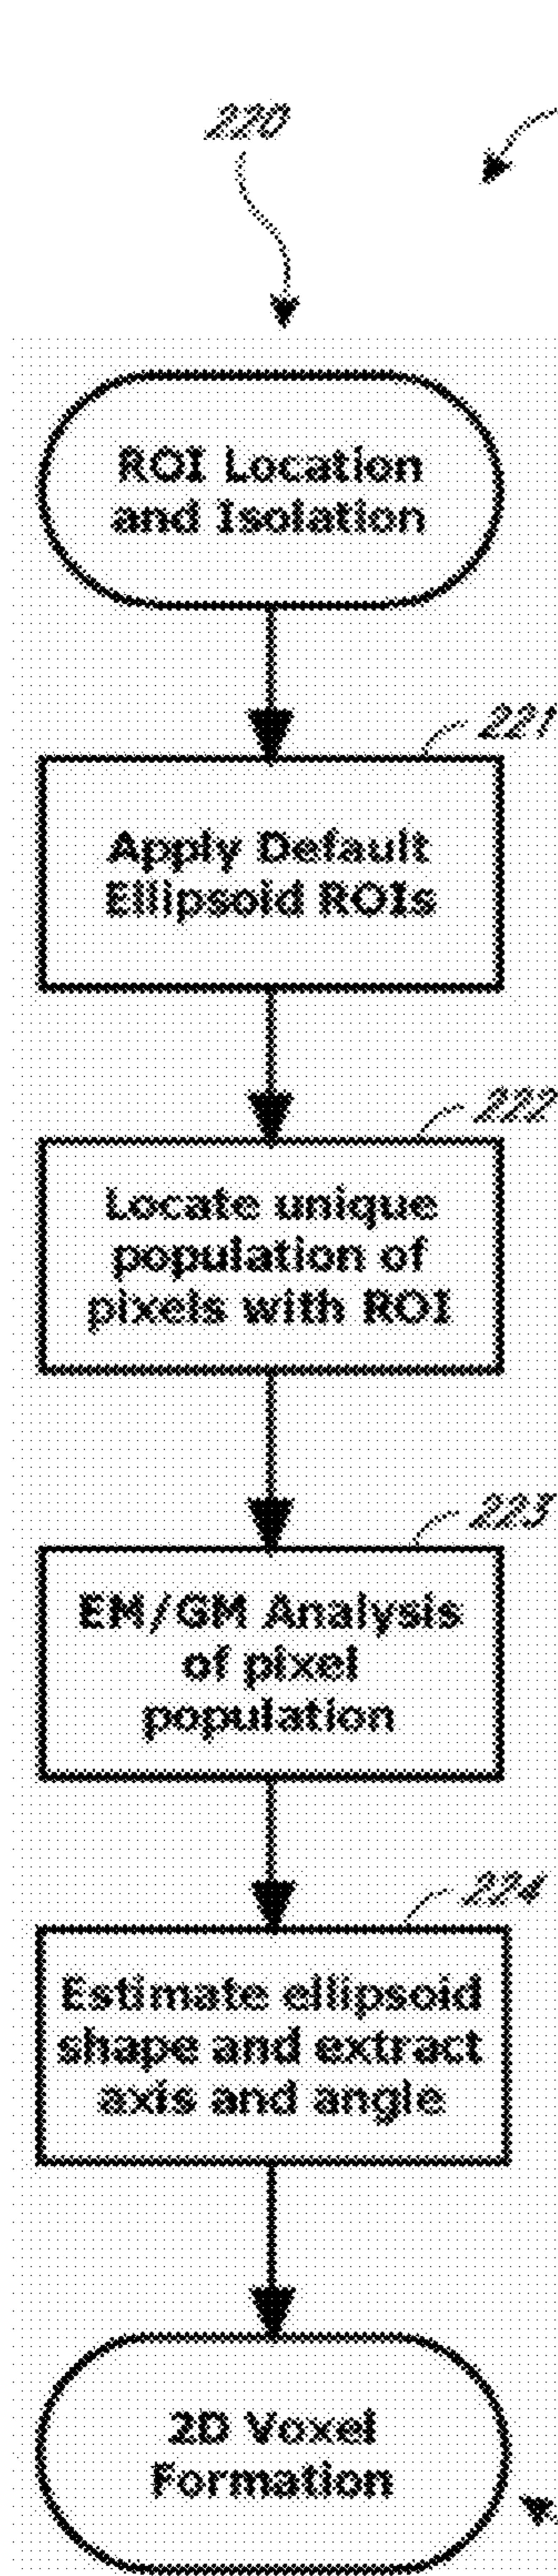 220
ROI Location
and Isolation
221
Apply Default
Ellipsoid ROIs
222
Locate unique
population of
pixels with ROI
223
EM/GM Analysis
of pixel
population
224
Estimate ellipsoid
shape and extract
axis and angle
2D Voxel
Formation